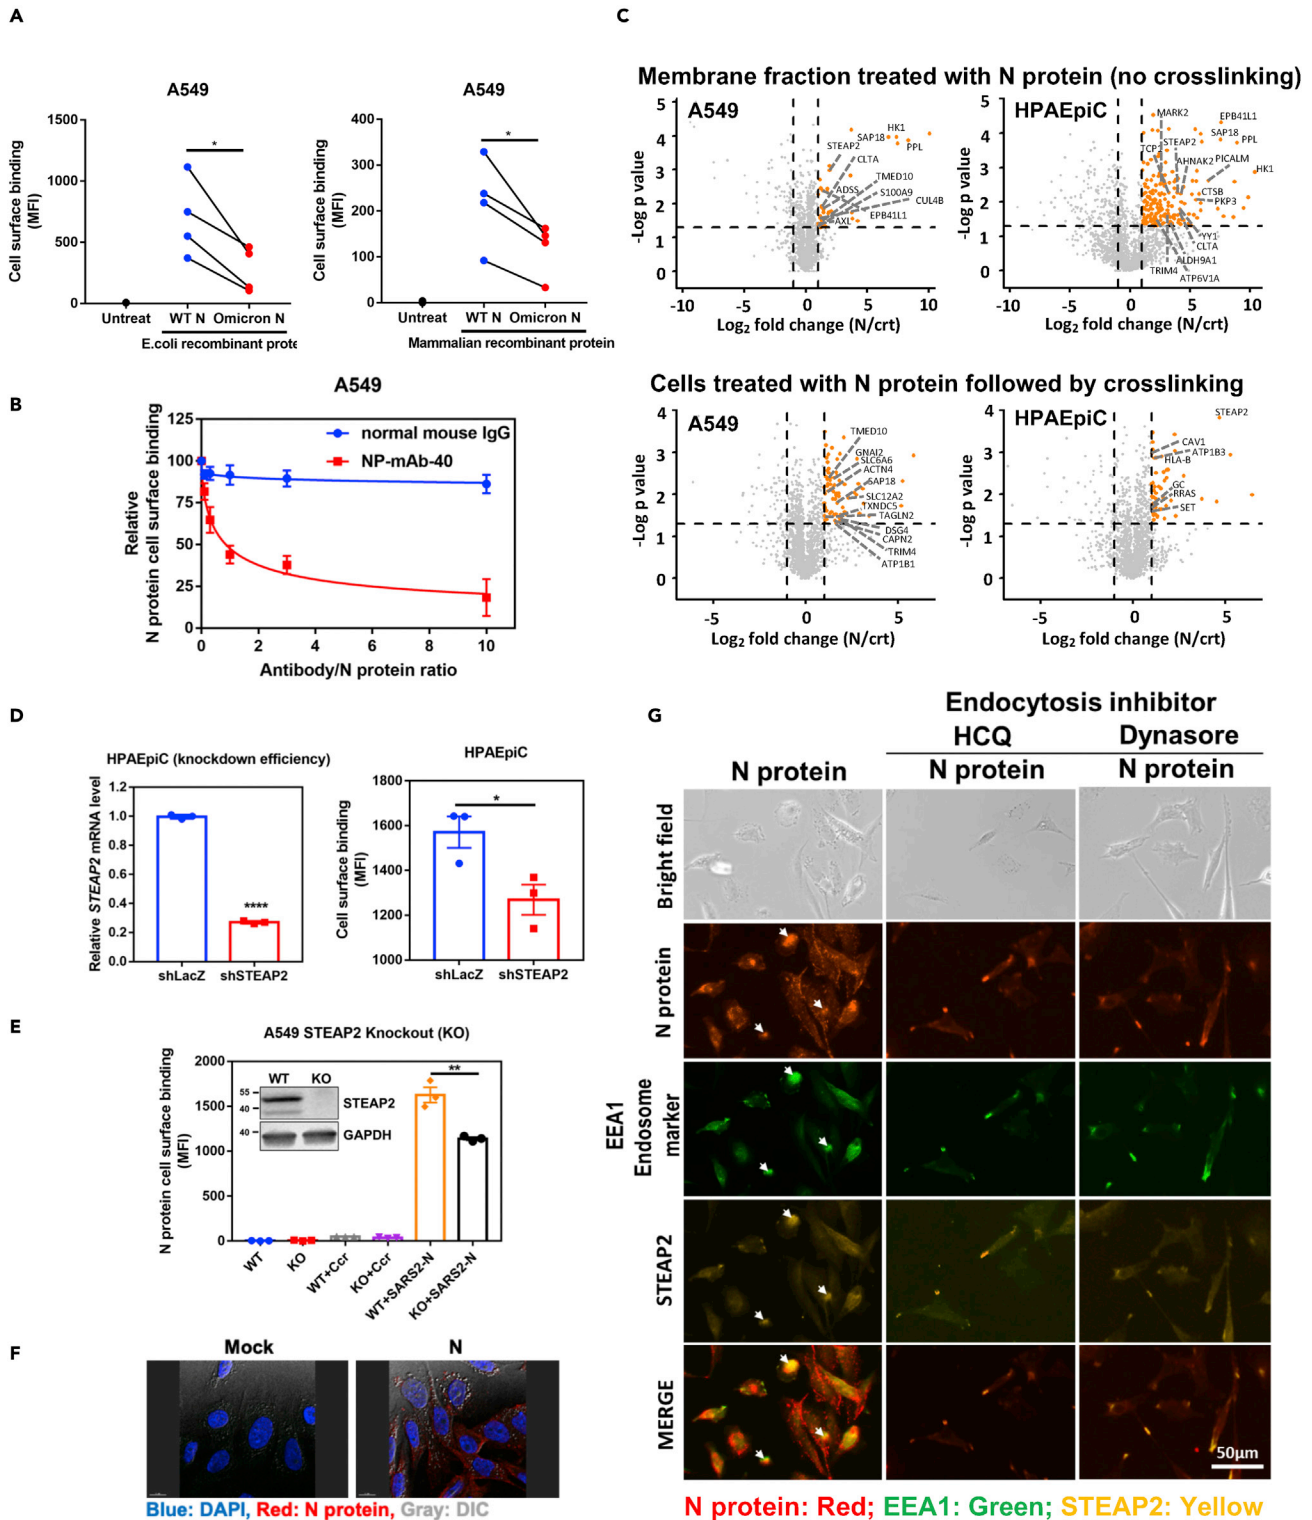 A
A549
Cell surface binding
(MFI)
1500
1000
500
0
*
Untreat
WT N
Omicron N
E.coli recombinant prote
A549
Cell surface binding
(MFI)
400
300
200
100
0
*
Untreat
WT N
Omicron N
Mammalian recombinant protein
B
A549
Relative
N protein cell surface binding
125
100
75
50
25
0
normal mouse IgG
NP-mAb-40
0
2
4
6
8
10
Antibody/N protein ratio
C
Membrane fraction treated with N protein (no crosslinking)
A549
-Log p value
5
4
3
2
1
0
STEAP2
SAP18
HK1
PPL
CLTA
TMED10
ADSS
S100A9
CUL4B
EPB41L1
AXL
-10
-5
0
5
10
Log2 fold change (N/crt)
HPAEpiC
-Log p value
5
4
3
2
1
0
MARK2
EPB41L1
SAP18
PPL
TCP1
STEAP2
AHNAK2
PICALM
HK1
CTSB
PKP3
YY1
CLTA
ALDH9A1
TRIM4
ATP6V1A
-10
-5
0
5
10
Log2 fold change (N/crt)
Cells treated with N protein followed by crosslinking
A549
-Log p value
4
3
2
1
0
TMED10
GNAI2
SLC6A6
ACTN4
SAP18
SLC12A2
TXNDC5
TAGLN2
DSG4
CAPN2
TRIM4
ATP1B1
-5
0
5
Log2 fold change (N/crt)
HPAEpiC
-Log p value
4
3
2
1
0
STEAP2
CAV1
ATP1B3
HLA-B
GC
RRAS
SET
-5
0
5
Log2 fold change (N/crt)
D
HPAEpiC (knockdown efficiency)
Relative STEAP2 mRNA level
1.2
1.0
0.8
0.6
0.4
0.2
0.0
****
shLacZ
shSTEAP2
HPAEpiC
Cell surface binding
(MFI)
1800
1600
1400
1200
1000
*
shLacZ
shSTEAP2
E
A549 STEAP2 Knockout (KO)
N protein cell surface binding
(MFI)
2000
1500
1000
500
0
WT
KO
55
40
STEAP2
40
GAPDH
**
WT
KO
WT+Ccr
KO+Ccr
WT+SARS2-N
KO+SARS2-N
F
Mock
N
Blue: DAPI, Red: N protein, Gray: DIC
G
Endocytosis inhibitor
HCQ
Dynasore
N protein
N protein
N protein
Bright field
N protein
EEA1
Endosome
marker
STEAP2
MERGE
50μm
N protein: Red; EEA1: Green; STEAP2: Yellow